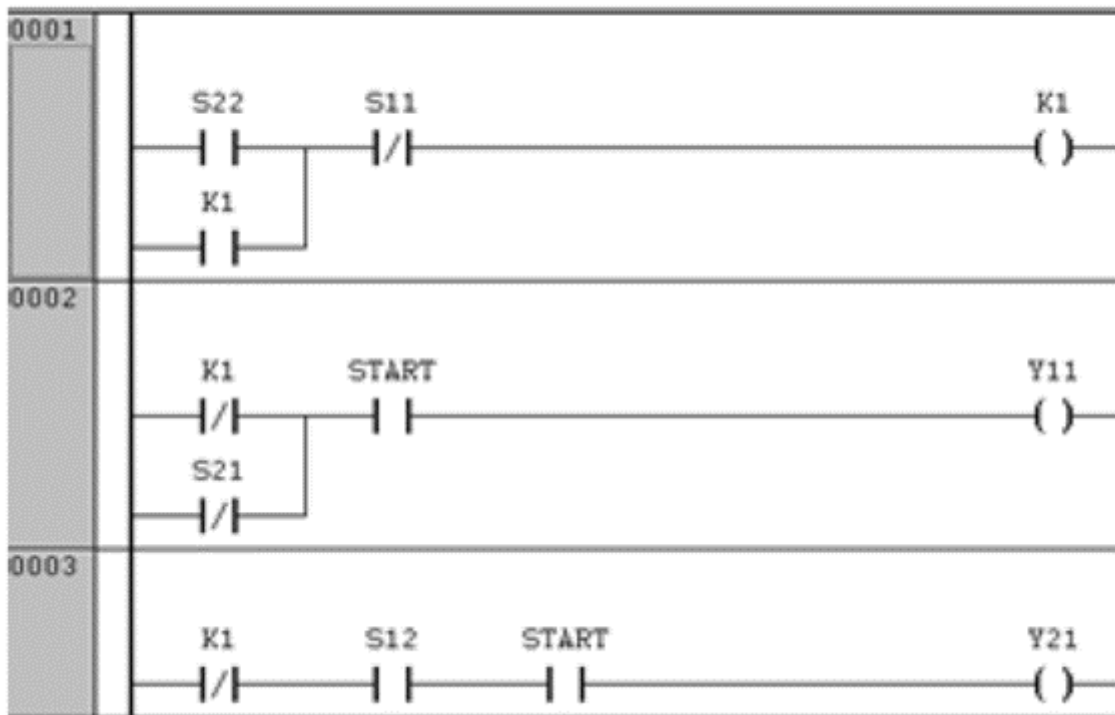 0001
S22 S11 K1
K1
0002
K1 START Y11
S21
0003
K1 S12 START Y21